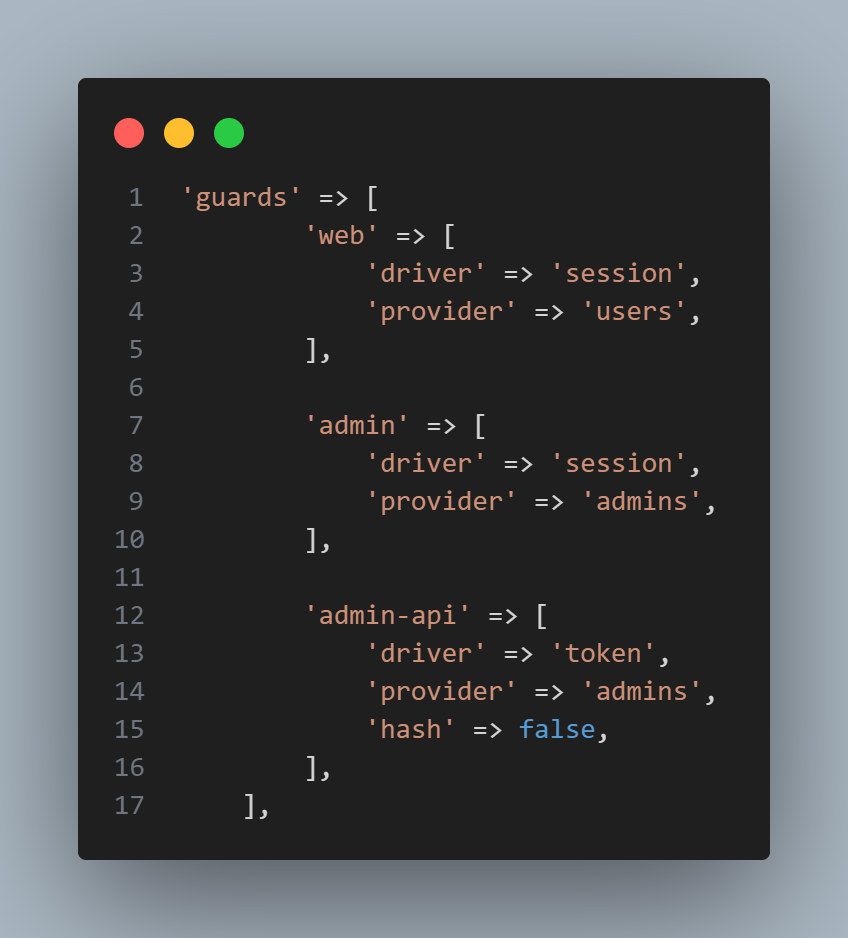 1 'guards' => [
2 'web' => [
3 'driver' => 'session',
4 'provider' => 'users',
5 ],
6
7 'admin' => [
8 'driver' => 'session',
9 'provider' => 'admins',
10 ],
11
12 'admin-api' => [
13 'driver' => 'token',
14 'provider' => 'admins',
15 'hash' => false,
16 ],
17 ],